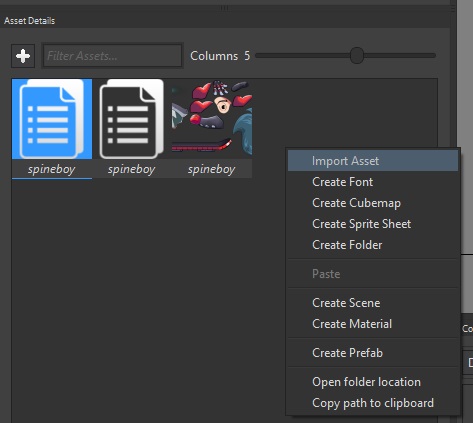 Asset Details
Filter Assets...
Columns 5
spineboy
spineboy
spineboy
Import Asset
Create Font
Create Cubemap
Create Sprite Sheet
Create Folder
Paste
Create Scene
Create Material
Create Prefab
Open folder location
Copy path to clipboard
Co
D